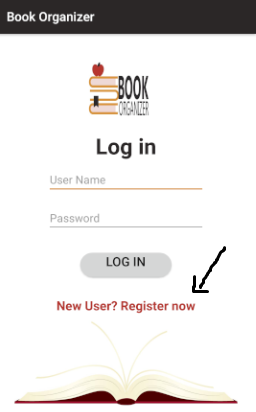 Book Organizer
BOOK
ORGANIZER
Log in
User Name
Password
LOG IN
New User? Register now